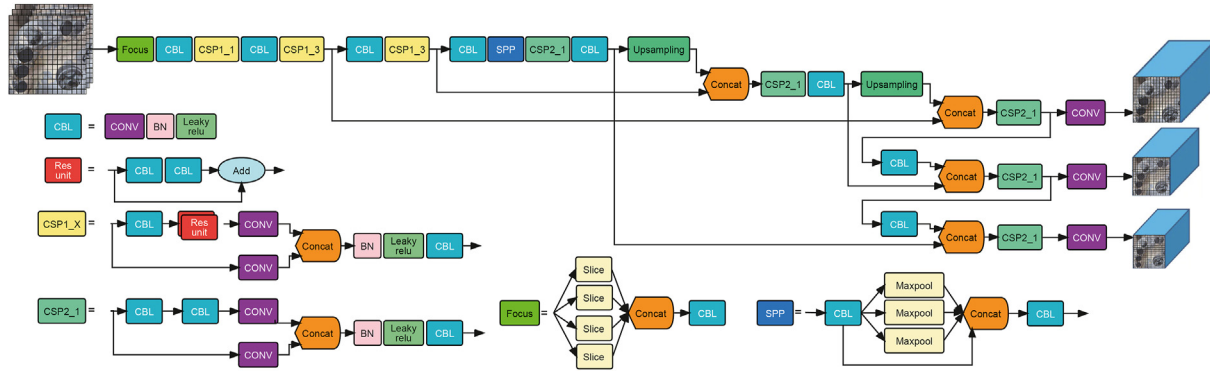 Focus CBL CSP1_1 CBL CSP1_3 CBL CSP1_3 CBL SPP CSP2_1 CBL Upsampling
Concat CSP2_1 CBL Upsampling
Concat CSP2_1 CONV
CBL = CONV BN Leaky relu
CBL
Concat CSP2_1 CONV
Res unit = CBL CBL Add
CBL
Concat CSP2_1 CONV
CSP1_X = CBL Res unit CONV
Concat BN Leaky relu CBL
CONV
CSP2_1 = CBL CBL CONV
Concat BN Leaky relu CBL
CONV
Focus = Slice
Slice
Slice
Slice
Concat CBL
SPP = CBL Maxpool
Maxpool
Maxpool
Concat CBL